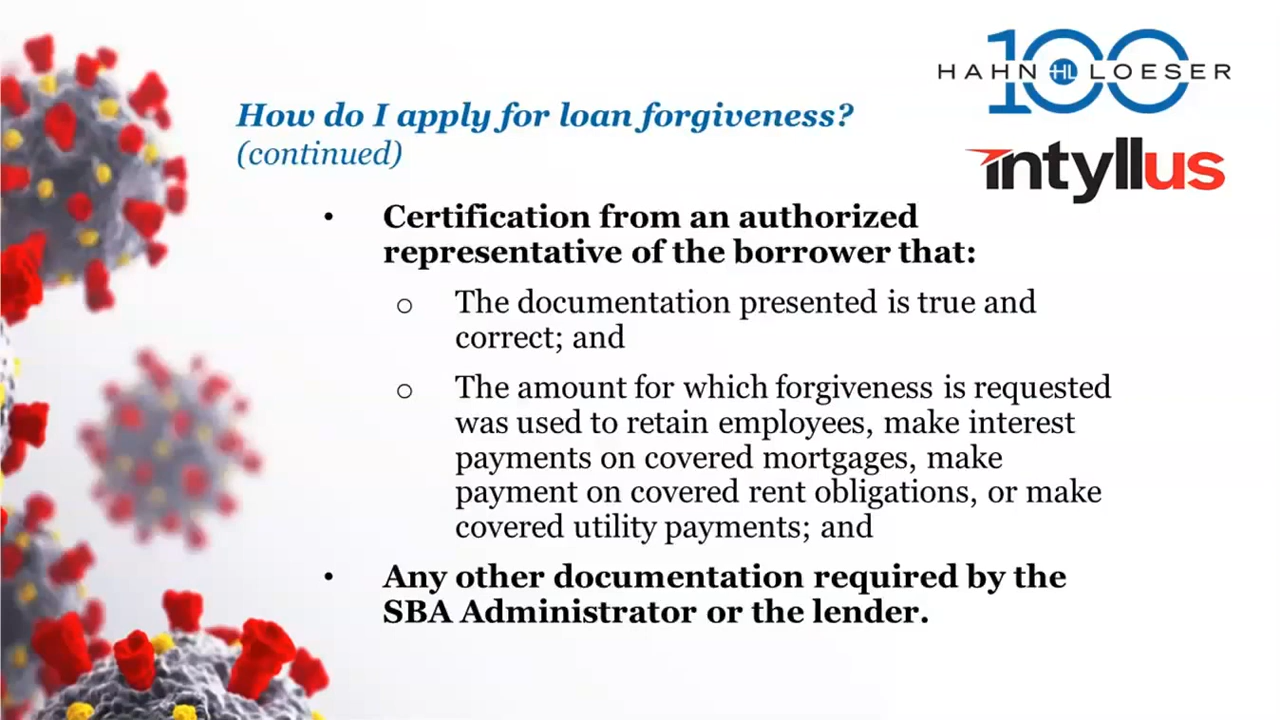 100
HAHN HL LOESER
intyllus
How do I apply for loan forgiveness?
(continued)
• Certification from an authorized
representative of the borrower that:
o The documentation presented is true and
correct; and
o The amount for which forgiveness is requested
was used to retain employees, make interest
payments on covered mortgages, make
payment on covered rent obligations, or make
covered utility payments; and
• Any other documentation required by the
SBA Administrator or the lender.